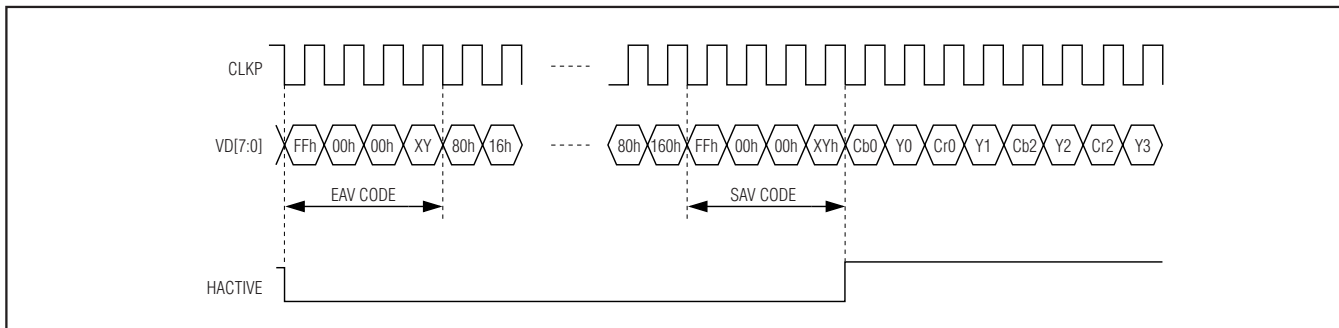 CLKP
VD[7:0] FFh 00h 00h XY 80h 16h 80h 160h FFh 00h 00h XYh Cb0 Y0 Cr0 Y1 Cb2 Y2 Cr2 Y3
EAV CODE SAV CODE
HACTIVE